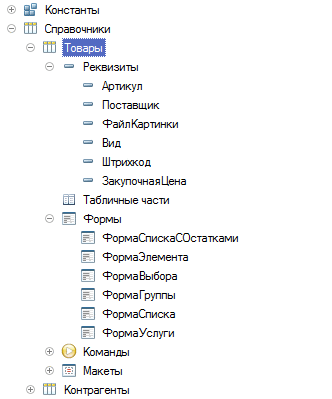 Константы
Справочники
Товары
Реквизиты
Артикул
Поставщик
ФайлКартинки
Вид
Штрихкод
ЗакупочнаяЦена
Табличные части
Формы
ФормаСпискаСОстатками
ФормаЭлемента
ФормаВыбора
ФормаГруппы
ФормаСписка
ФормаУслуги
Команды
Макеты
Контрагенты